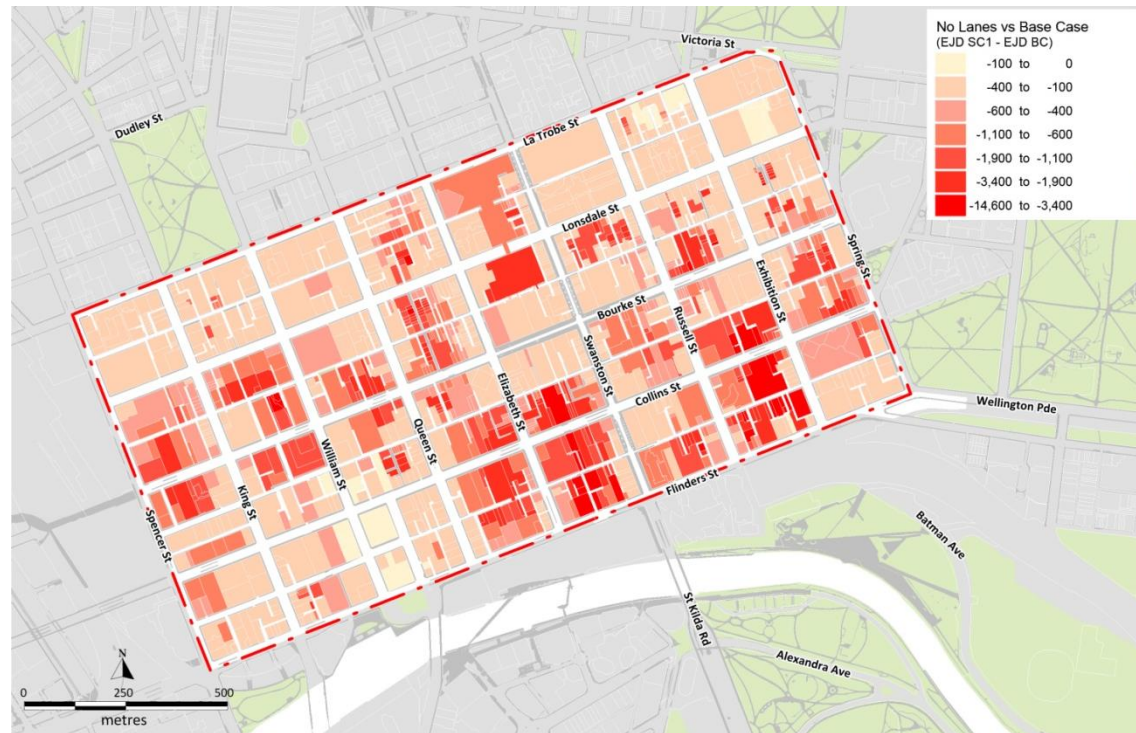 No Lanes vs Base Case
(EJD SC1 - EJD BC)
-100 to 0
-400 to -100
-600 to -400
-1,100 to -600
-1,900 to -1,100
-3,400 to -1,900
-14,600 to -3,400
Victoria St
Dudley St
La Trobe St
Lonsdale St
Spring St
Bourke St
Exhibition St
Russell St
Swanston St
Elizabeth St
Collins St
Wellington Pde
Queen St
William St
King St
Flinders St
Spencer St
Batman Ave
St Kilda Rd
Alexandra Ave
N
0 250 500
metres